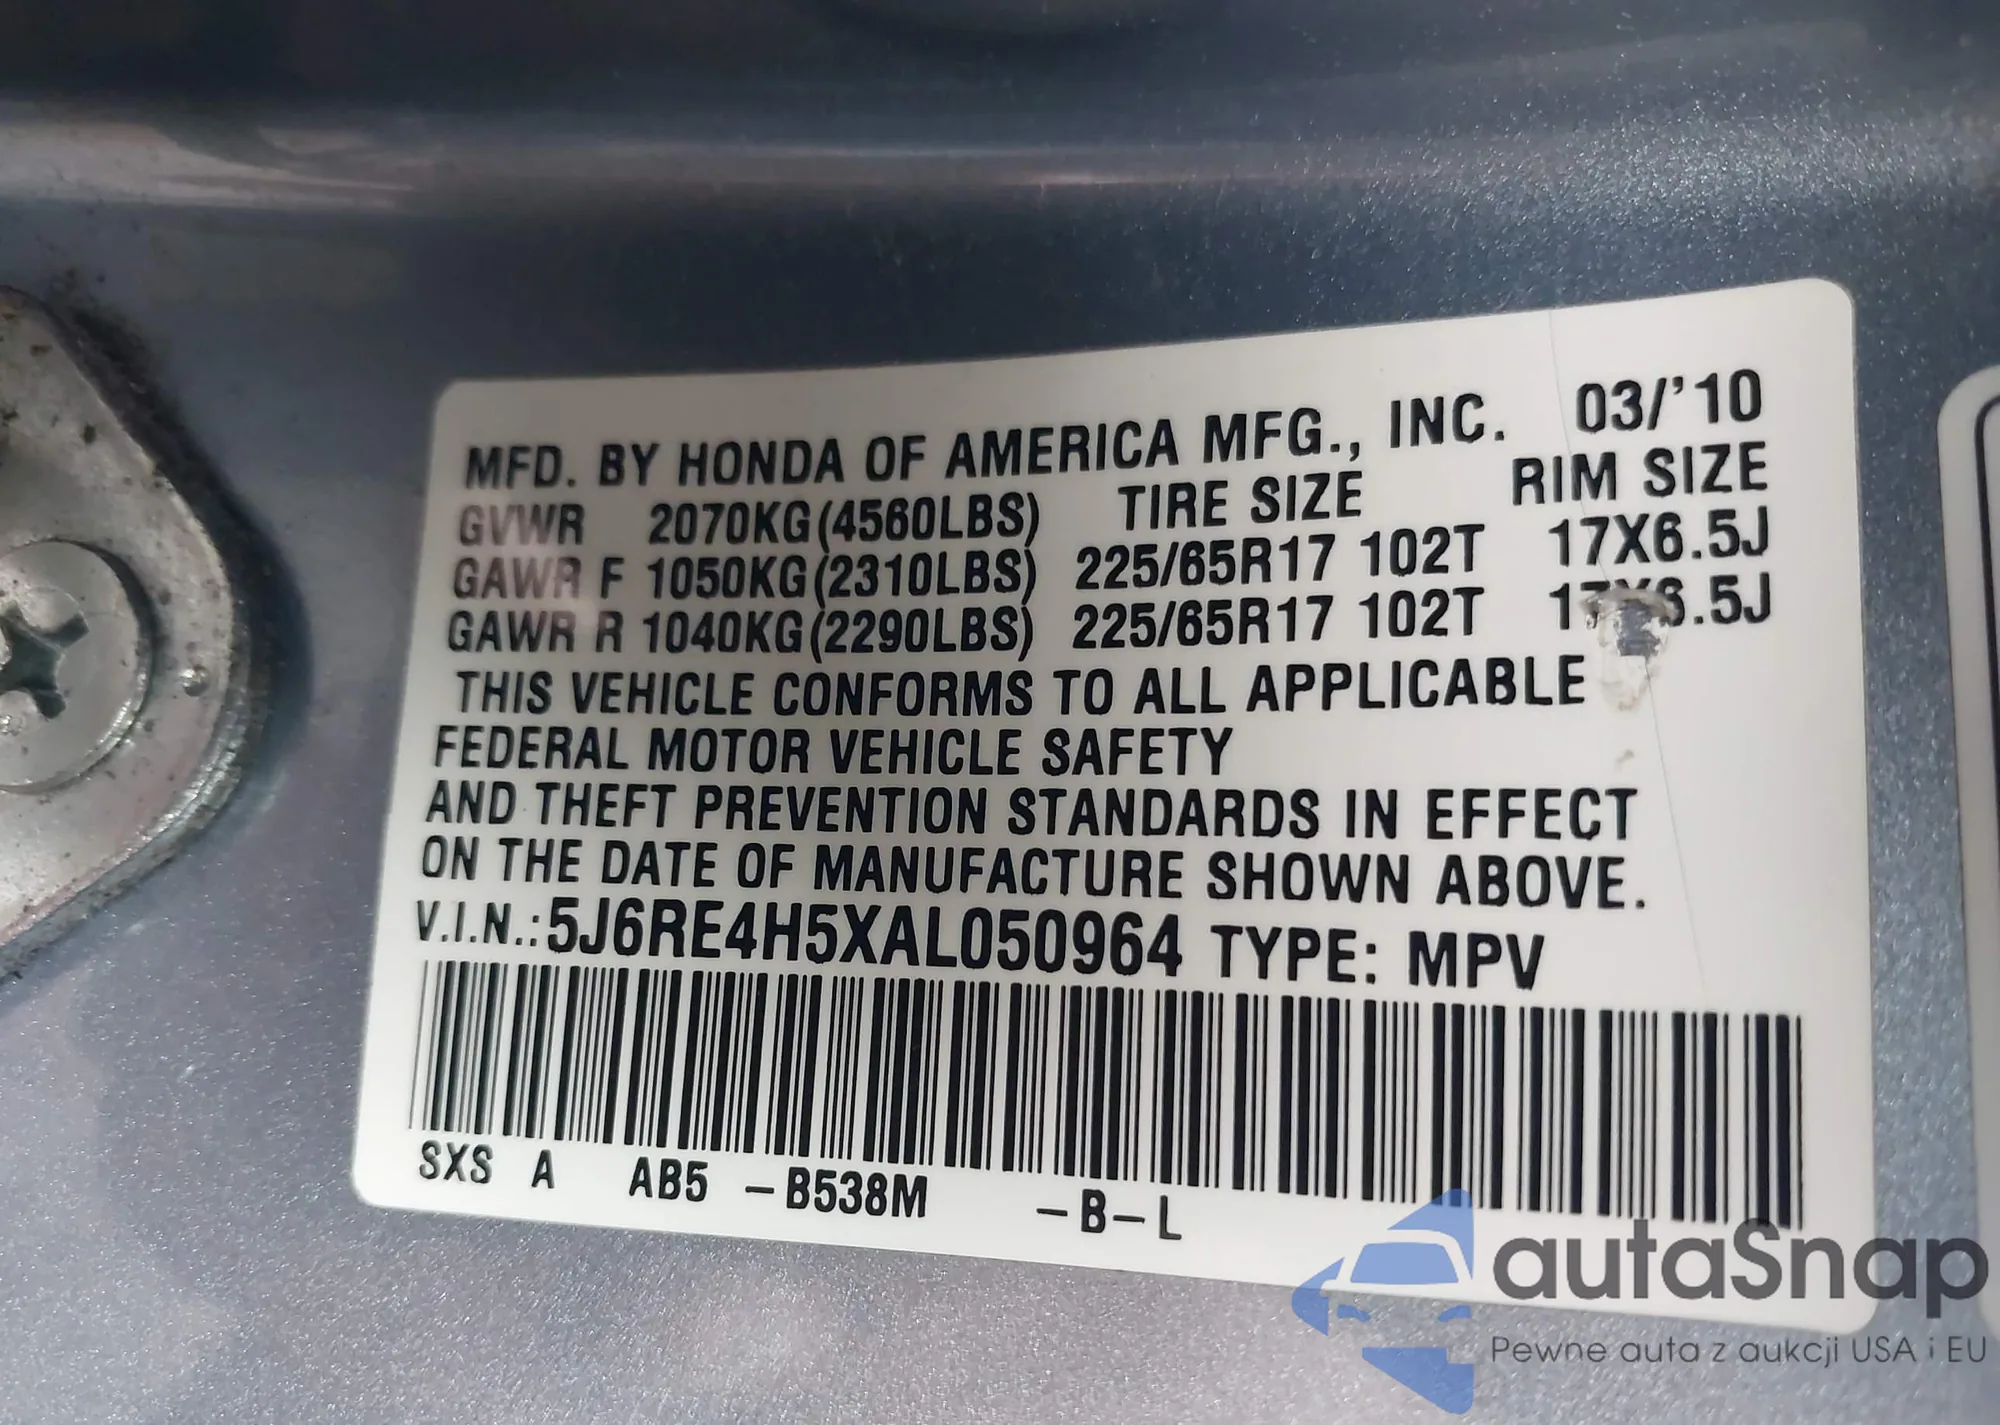 MFD. BY HONDA OF AMERICA MFG., INC. 03/'10
GVWR 2070KG(4560LBS) TIRE SIZE RIM SIZE
GAWR F 1050KG(2310LBS) 225/65R17 102T 17X6.5J
GAWR R 1040KG(2290LBS) 225/65R17 102T 17X6.5J
THIS VEHICLE CONFORMS TO ALL APPLICABLE
FEDERAL MOTOR VEHICLE SAFETY
AND THEFT PREVENTION STANDARDS IN EFFECT
ON THE DATE OF MANUFACTURE SHOWN ABOVE.
V.I.N.: 5J6RE4H5XAL050964 TYPE: MPV
SXS A AB5 -B538M -B-L
autaSnap
Pewne auta z aukcji USA i EU